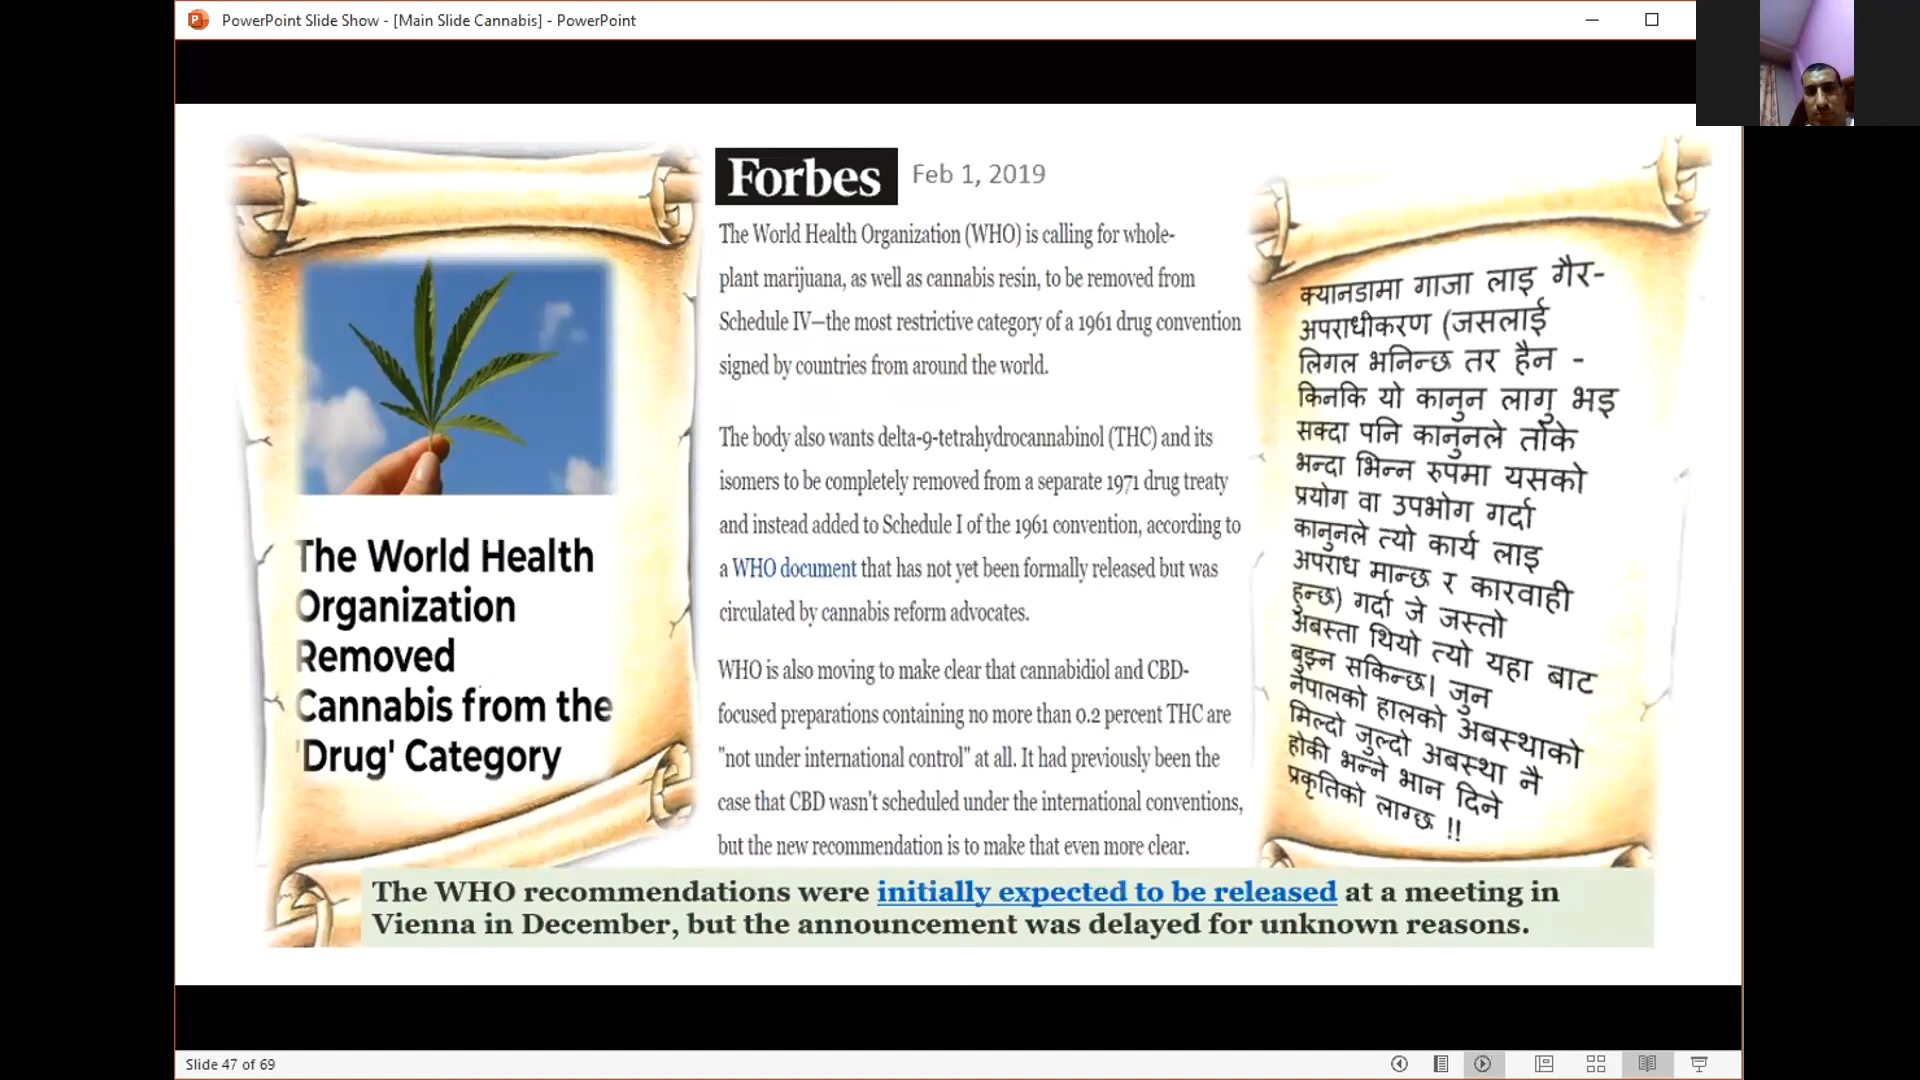 PowerPoint Slide Show - [Main Slide Cannabis] - PowerPoint
The World Health
Organization
Removed
Cannabis from the
'Drug' Category
Forbes Feb 1, 2019
The World Health Organization (WHO) is calling for whole-
plant marijuana, as well as cannabis resin, to be removed from
Schedule IV—the most restrictive category of a 1961 drug convention
signed by countries from around the world.
The body also wants delta-9-tetrahydrocannabinol (THC) and its
isomers to be completely removed from a separate 1971 drug treaty
and instead added to Schedule I of the 1961 convention, according to
a WHO document that has not yet been formally released but was
circulated by cannabis reform advocates.
WHO is also moving to make clear that cannabidiol and CBD-
focused preparations containing no more than 0.2 percent THC are
"not under international control" at all. It had previously been the
case that CBD wasn't scheduled under the international conventions,
but the new recommendation is to make that even more clear.
क्यानडामा गाजा लाइ गैर-
अपराधीकरण (जसलाई
लिगल भनिन्छ तर हैन -
किनकि यो कानुन लागु भइ
सक्दा पनि कानुनले तोके
भन्दा भिन्न रुपमा यसको
प्रयोग वा उपभोग गर्दा
कानुनले त्यो कार्य लाइ
अपराध मान्छ र कारवाही
हुन्छ) गर्दा जे जस्तो
अबस्ता थियो त्यो यहा बाट
बुझ्न सकिन्छ। जुन
नेपालको हालको अबस्थाको
मिल्दो जुल्दो अबस्था नै
होकी भन्ने भान दिने
प्रकृतिको लाग्छ !!
The WHO recommendations were initially expected to be released at a meeting in
Vienna in December, but the announcement was delayed for unknown reasons.
Slide 47 of 69